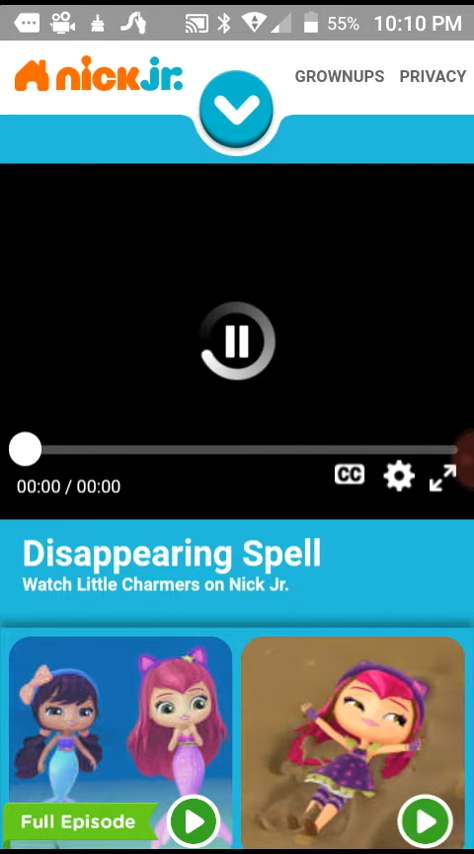 55% 10:10 PM
nick jr. GROWNUPS PRIVACY
00:00 / 00:00
CC
Disappearing Spell
Watch Little Charmers on Nick Jr.
Full Episode